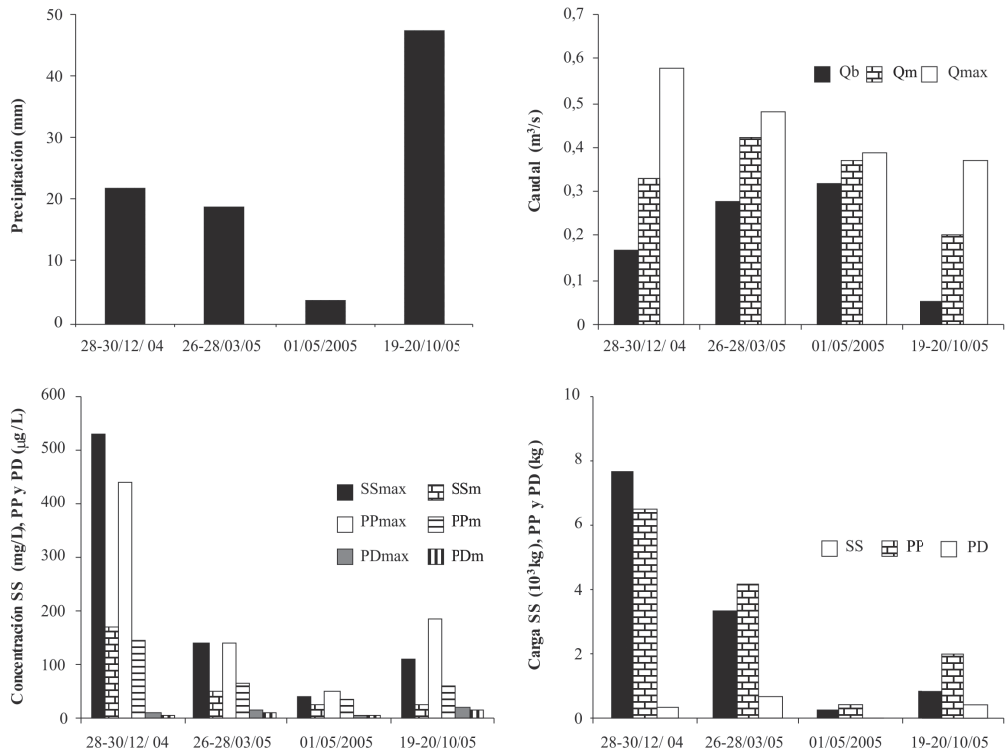 Precipitación (mm)
50
40
30
20
10
0
28-30/12/ 04
26-28/03/05
01/05/2005
19-20/10/05
Caudal (m³/s)
0,7
0,6
0,5
0,4
0,3
0,2
0,1
0
Qb
Qm
Qmax
28-30/12/ 04
26-28/03/05
01/05/2005
19-20/10/05
Concentración SS (mg/L), PP y PD (µg/L)
600
500
400
300
200
100
0
SSmax
SSm
PPmax
PPm
PDmax
PDm
28-30/12/ 04
26-28/03/05
01/05/2005
19-20/10/05
Carga SS (10³kg), PP y PD (kg)
10
8
6
4
2
0
SS
PP
PD
28-30/12/ 04
26-28/03/05
01/05/2005
19-20/10/05